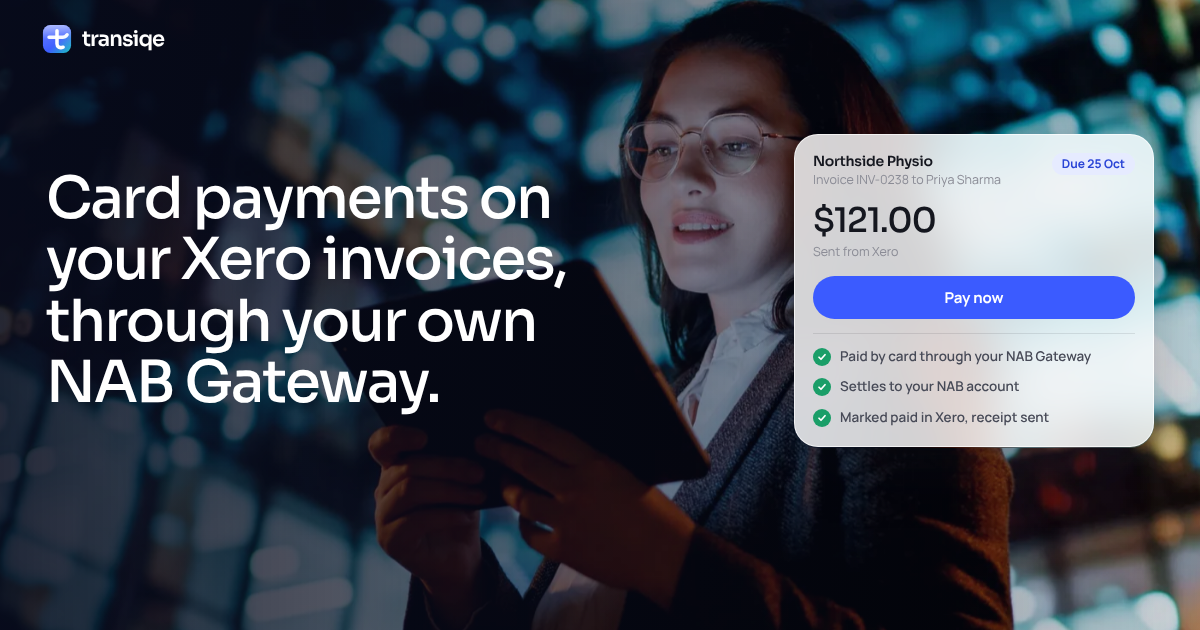 transiqe
Card payments on
your Xero invoices,
through your own
NAB Gateway.
Northside Physio
Due 25 Oct
Invoice INV-0238 to Priya Sharma
$121.00
Sent from Xero
Pay now
Paid by card through your NAB Gateway
Settles to your NAB account
Marked paid in Xero, receipt sent